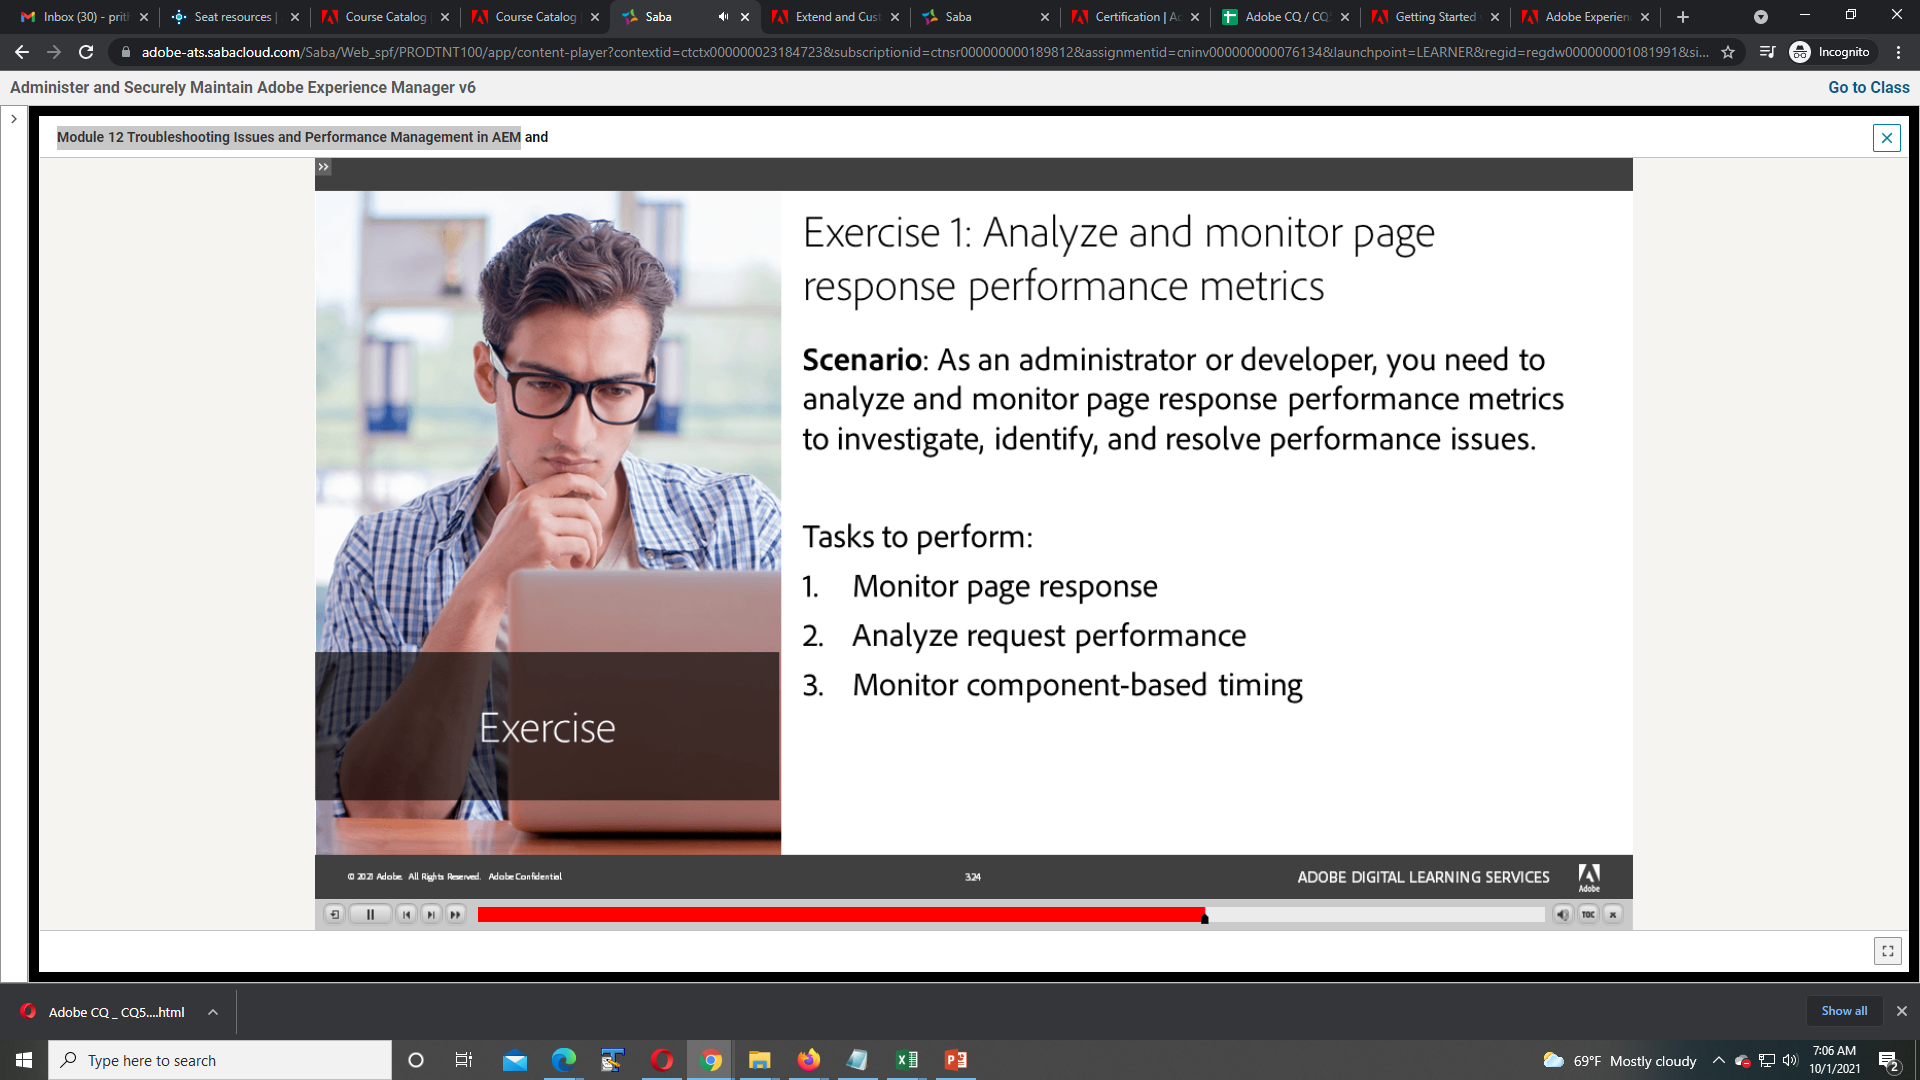 Inbox (30) - prith
Seat resources |
Course Catalog |
Course Catalog |
Saba
Extend and Cust
Saba
Certification | Ad
Adobe CQ / CQ
Getting Started
Adobe Experien
adobe-ats.sabacloud.com/Saba/Web_spf/PRODTNT100/app/content-player?contextid=ctctx000000023184723&subscriptionid=ctnsr0000000001898​12&assignmentid=cninv000000000076134&launchpoint=LEARNER&regid=regdw000000001081991&si...
Incognito
Administer and Securely Maintain Adobe Experience Manager v6
Go to Class
Module 12 Troubleshooting Issues and Performance Management in AEM and
Exercise 1: Analyze and monitor page
response performance metrics
Scenario: As an administrator or developer, you need to
analyze and monitor page response performance metrics
to investigate, identify, and resolve performance issues.
Tasks to perform:
1. Monitor page response
2. Analyze request performance
3. Monitor component-based timing
Exercise
© 2021 Adobe. All Rights Reserved. Adobe Confidential
324
ADOBE DIGITAL LEARNING SERVICES
Adobe
TOC
Adobe CQ _ CQ5....html
Show all
Type here to search
69°F Mostly cloudy
7:06 AM
10/1/2021
2